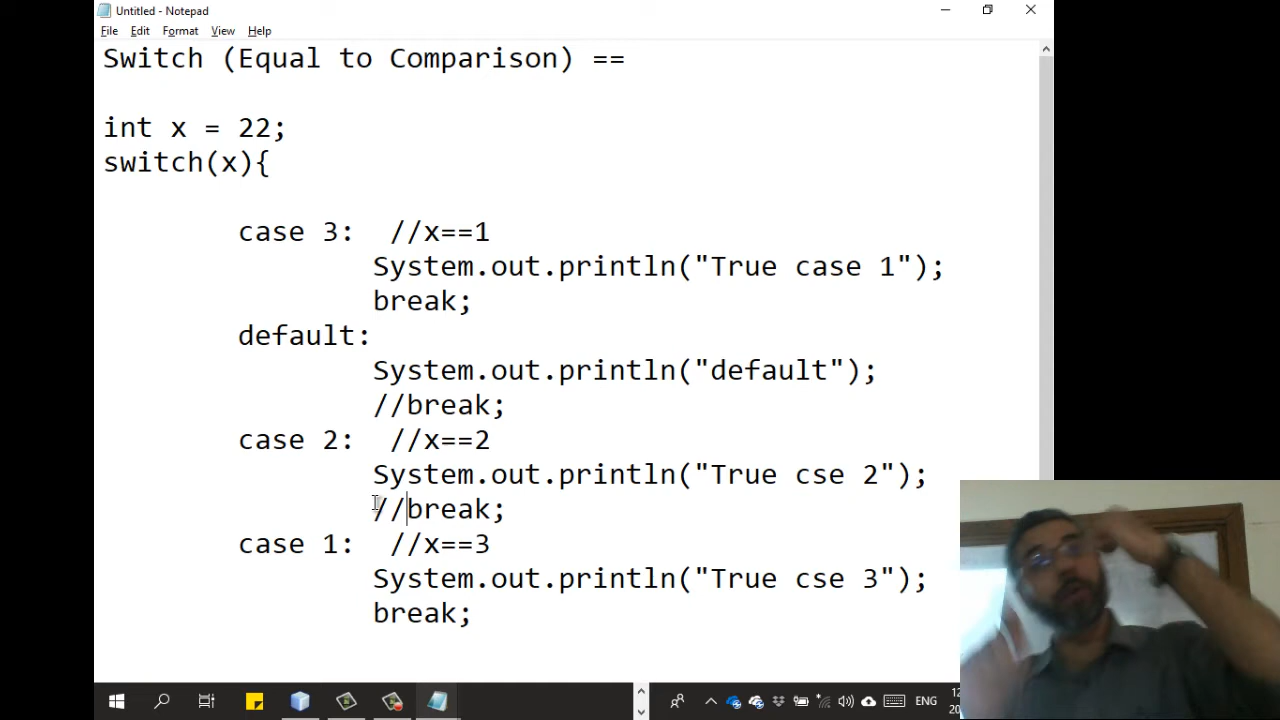 Untitled - Notepad
File Edit Format View Help
Switch (Equal to Comparison) ==
int x = 22;
switch(x){
case 3: //x==1
System.out.println("True case 1");
break;
default:
System.out.println("default");
//break;
case 2: //x==2
System.out.println("True cse 2");
//break;
case 1: //x==3
System.out.println("True cse 3");
break;
ENG